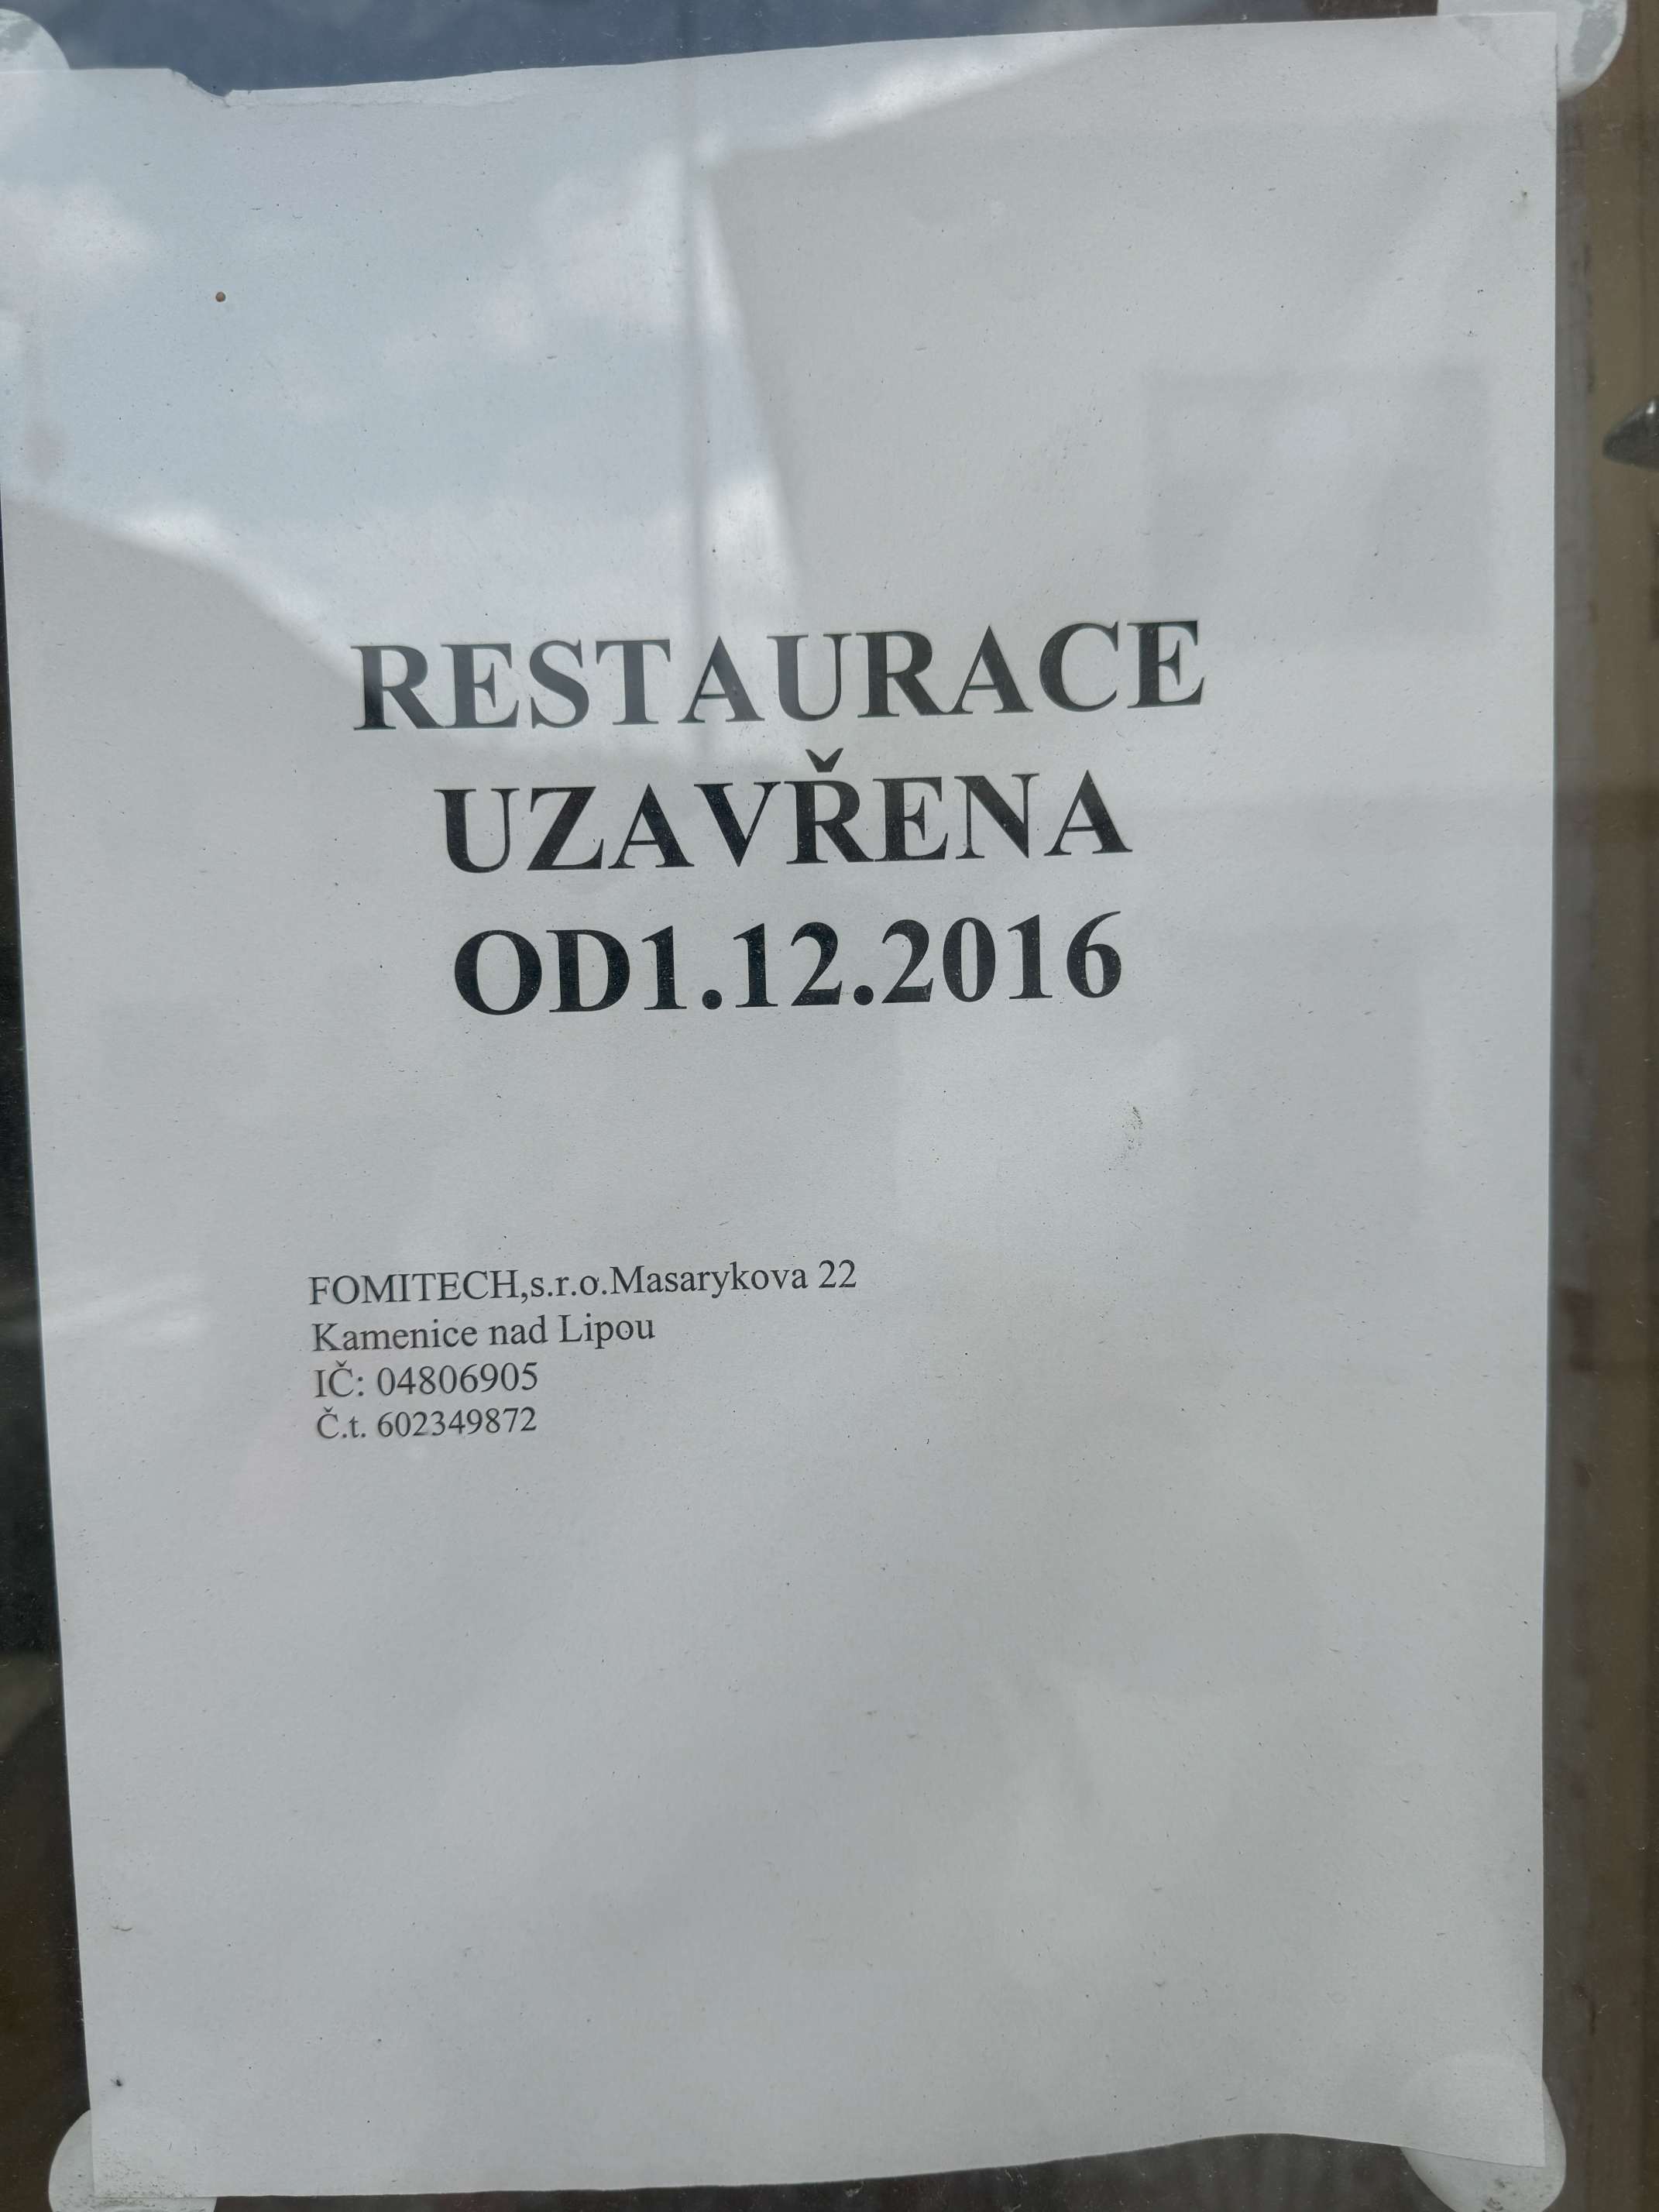 RESTAURACE
UZAVŘENA
OD1.12.2016
FOMITECH,s.r.o.Masarykova 22
Kamenice nad Lipou
IČ: 04806905
Č.t. 602349872